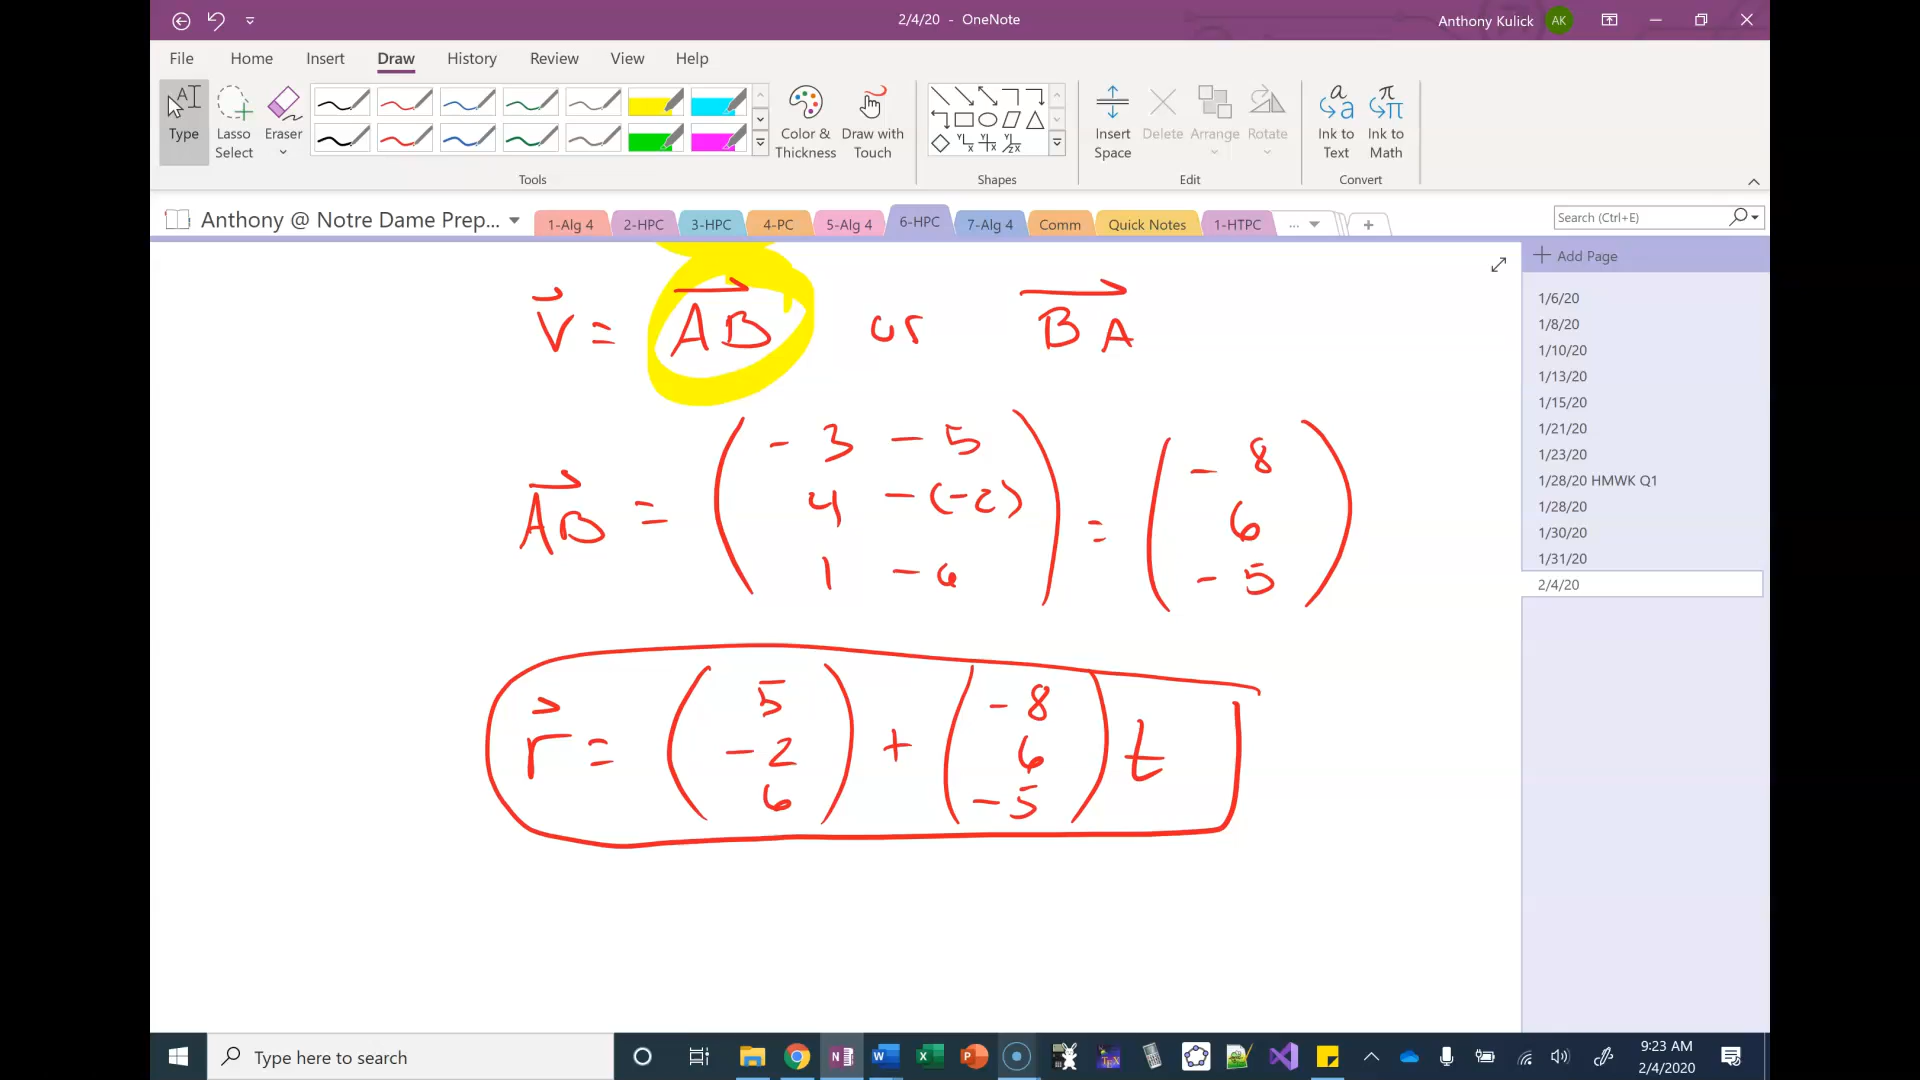 2/4/20 - OneNote
Anthony Kulick AK
File Home Insert Draw History Review View Help
Type
Lasso Select
Eraser
Color & Thickness
Draw with Touch
Insert Space
Delete
Arrange
Rotate
Ink to Text
Ink to Math
Tools Shapes Edit Convert
Anthony @ Notre Dame Prep...
1-Alg 4 2-HPC 3-HPC 4-PC 5-Alg 4 6-HPC 7-Alg 4 Comm Quick Notes 1-HTPC ...
Search (Ctrl+E)
Add Page
1/6/20
1/8/20
1/10/20
1/13/20
1/15/20
1/21/20
1/23/20
1/28/20 HMWK Q1
1/28/20
1/30/20
1/31/20
2/4/20
v = AB or BA
-3 -5 -8
4 -(-2) 6
AB = =
1 -6 -5
5 -8
r = -2 + 6 t
6 -5
Type here to search
9:23 AM
2/4/2020